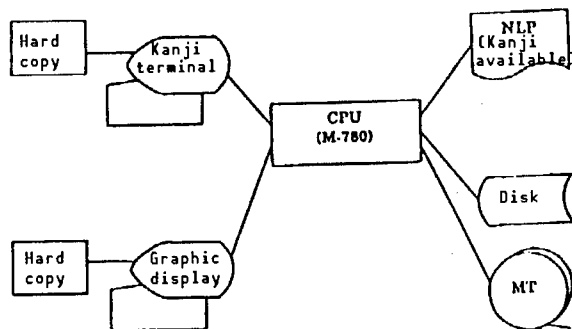 Hard
copy
Kanji
terminal
NLP
(Kanji
available)
CPU
(M-780)
Disk
Hard
copy
Graphic
display
MT